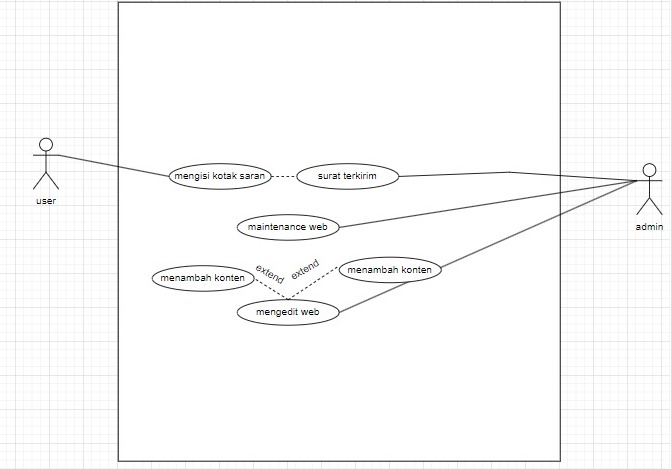 mengisi kotak saran
surat terkirim
user
admin
maintenance web
extend
extend
menambah konten
menambah konten
mengedit web